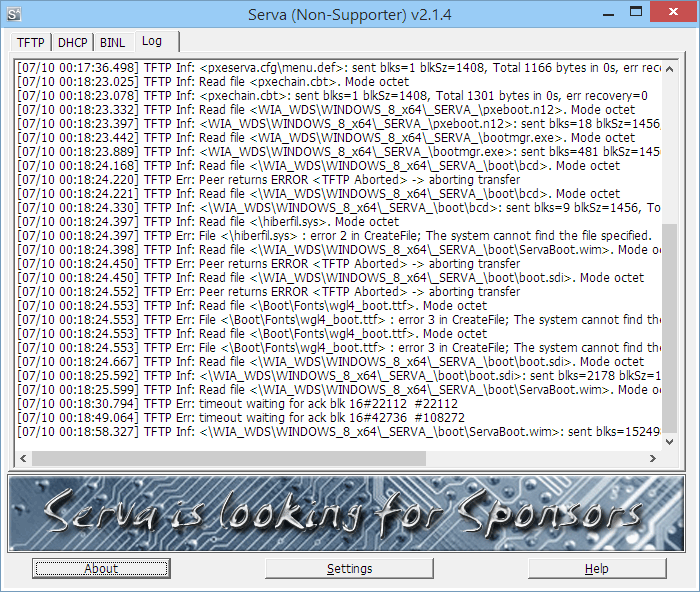 Serva (Non-Supporter) v2.1.4
TFTP DHCP BINL Log
[07/10 00:17:36.498] TFTP Inf: <pxeserva.cfg\menu.def>: sent blks=1 blkSz=1408, Total 1166 bytes in 0s, err reco
[07/10 00:18:23.025] TFTP Inf: Read file <pxechain.cbt>. Mode octet
[07/10 00:18:23.078] TFTP Inf: <pxechain.cbt>: sent blks=1 blkSz=1408, Total 1301 bytes in 0s, err recovery=0
[07/10 00:18:23.332] TFTP Inf: Read file <WIA_WDS\WINDOWS_8_x64\_SERVA_\pxeboot.n12>. Mode octet
[07/10 00:18:23.397] TFTP Inf: <WIA_WDS\WINDOWS_8_x64\_SERVA_\pxeboot.n12>: sent blks=18 blkSz=1456,
[07/10 00:18:23.442] TFTP Inf: Read file <WIA_WDS\WINDOWS_8_x64\_SERVA_\bootmgr.exe>. Mode octet
[07/10 00:18:23.889] TFTP Inf: <WIA_WDS\WINDOWS_8_x64\_SERVA_\bootmgr.exe>: sent blks=481 blkSz=145
[07/10 00:18:24.168] TFTP Inf: Read file <\WIA_WDS\WINDOWS_8_x64\_SERVA_\boot\bcd>. Mode octet
[07/10 00:18:24.220] TFTP Err: Peer returns ERROR <TFTP Aborted> -> aborting transfer
[07/10 00:18:24.221] TFTP Inf: Read file <\WIA_WDS\WINDOWS_8_x64\_SERVA_\boot\bcd>. Mode octet
[07/10 00:18:24.330] TFTP Inf: <\WIA_WDS\WINDOWS_8_x64\_SERVA_\boot\bcd>: sent blks=9 blkSz=1456, To
[07/10 00:18:24.397] TFTP Inf: Read file <\hiberfil.sys>. Mode octet
[07/10 00:18:24.397] TFTP Err: File <\hiberfil.sys> : error 2 in CreateFile; The system cannot find the file specified.
[07/10 00:18:24.398] TFTP Inf: Read file <\WIA_WDS\WINDOWS_8_x64\_SERVA_\boot\ServaBoot.wim>. Mode o
[07/10 00:18:24.450] TFTP Err: Peer returns ERROR <TFTP Aborted> -> aborting transfer
[07/10 00:18:24.450] TFTP Inf: Read file <\WIA_WDS\WINDOWS_8_x64\_SERVA_\boot\boot.sdi>. Mode octet
[07/10 00:18:24.552] TFTP Err: Peer returns ERROR <TFTP Aborted> -> aborting transfer
[07/10 00:18:24.553] TFTP Inf: Read file <\Boot\Fonts\wgl4_boot.ttf>. Mode octet
[07/10 00:18:24.553] TFTP Err: File <\Boot\Fonts\wgl4_boot.ttf> : error 3 in CreateFile; The system cannot find the
[07/10 00:18:24.553] TFTP Inf: Read file <\Boot\Fonts\wgl4_boot.ttf>. Mode octet
[07/10 00:18:24.553] TFTP Err: File <\Boot\Fonts\wgl4_boot.ttf> : error 3 in CreateFile; The system cannot find the
[07/10 00:18:24.667] TFTP Inf: Read file <\WIA_WDS\WINDOWS_8_x64\_SERVA_\boot\boot.sdi>. Mode octet
[07/10 00:18:25.592] TFTP Inf: <\WIA_WDS\WINDOWS_8_x64\_SERVA_\boot\boot.sdi>: sent blks=2178 blkSz=1
[07/10 00:18:25.599] TFTP Inf: Read file <\WIA_WDS\WINDOWS_8_x64\_SERVA_\boot\ServaBoot.wim>. Mode o
[07/10 00:18:30.794] TFTP Err: timeout waiting for ack blk 16#22112 #22112
[07/10 00:18:49.064] TFTP Err: timeout waiting for ack blk 16#42736 #108272
[07/10 00:18:58.327] TFTP Inf: <\WIA_WDS\WINDOWS_8_x64\_SERVA_\boot\ServaBoot.wim>: sent blks=15249
Serva is looking for Sponsors
About Settings Help